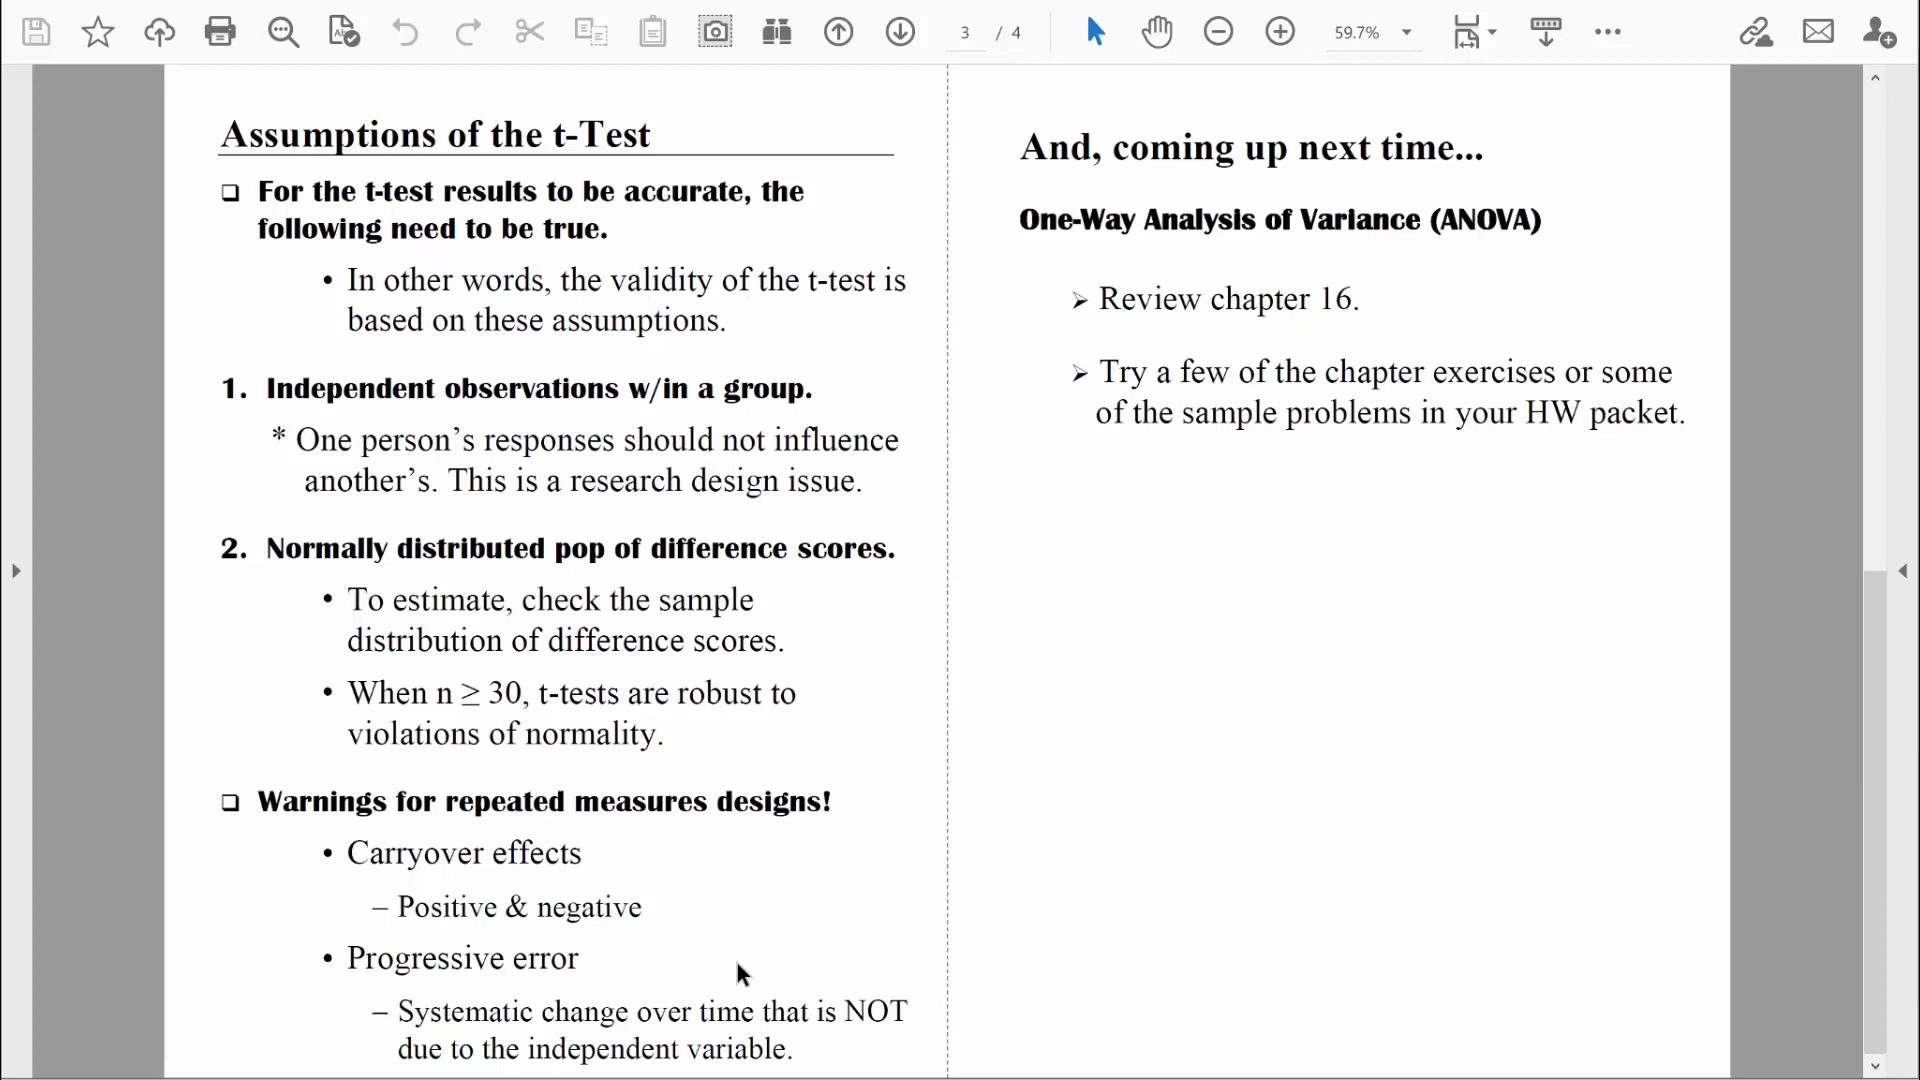 3 / 4
59.7%
Assumptions of the t-Test
❑ For the t-test results to be accurate, the
following need to be true.
• In other words, the validity of the t-test is
based on these assumptions.
1. Independent observations w/in a group.
* One person’s responses should not influence
another’s. This is a research design issue.
2. Normally distributed pop of difference scores.
• To estimate, check the sample
distribution of difference scores.
• When n ≥ 30, t-tests are robust to
violations of normality.
❑ Warnings for repeated measures designs!
• Carryover effects
– Positive & negative
• Progressive error
– Systematic change over time that is NOT
due to the independent variable.
And, coming up next time...
One-Way Analysis of Variance (ANOVA)
➢ Review chapter 16.
➢ Try a few of the chapter exercises or some
of the sample problems in your HW packet.